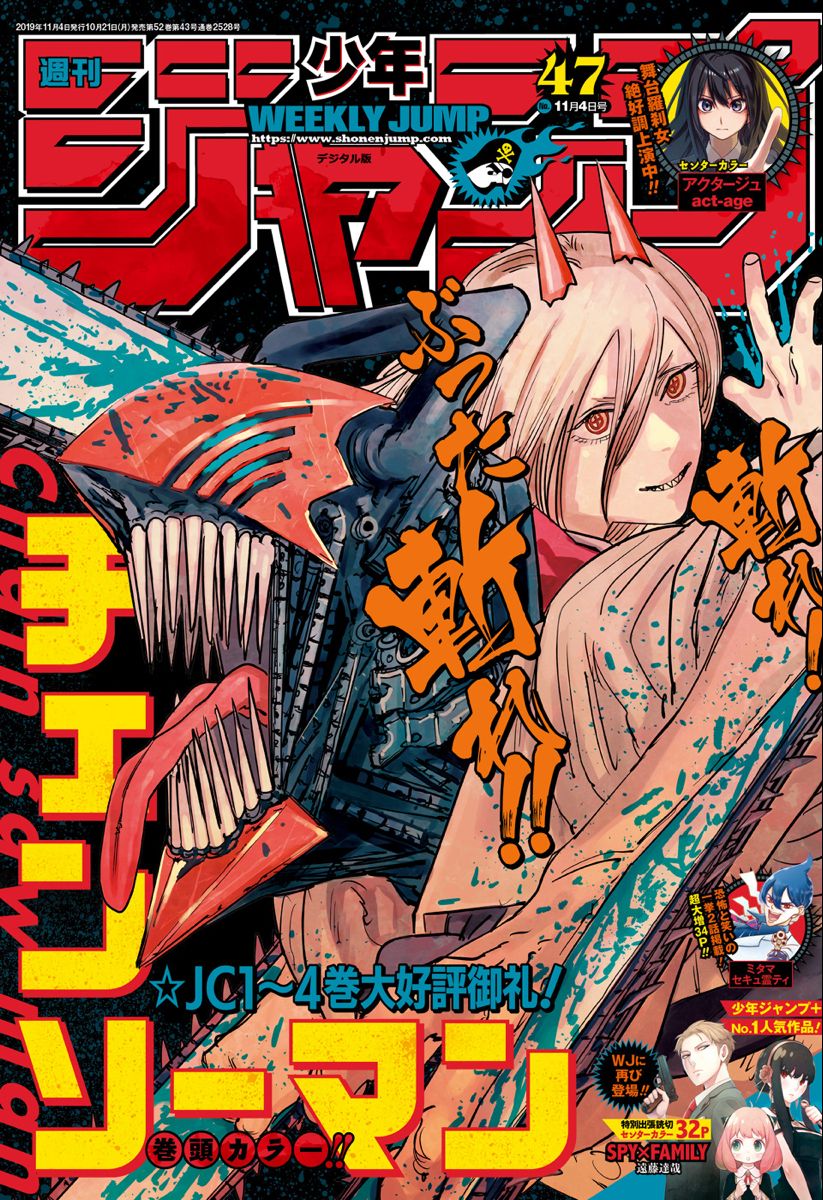 2019年11月4日発行10月21日(月)発売第52巻第43号通巻2528号
週刊
少年
ジャンプ
WEEKLY JUMP
https://www.shonenjump.com
デジタル版
47
No.
11月4日号
舞台羅刹女
絶好調上演中!!
センターカラー
アクタージュ
act-age
ぶった斬れ!!
斬れ!
chain saw man
チェンソーマン
☆JC1〜4巻大好評御礼!
巻頭カラー!!
恐怖と笑いの
一挙2話掲載!!
超大増34P!!
ミタマ
セキュ霊ティ
少年ジャンプ+
No.1人気作品!
WJに
再び
登場!!
特別出張読切
センターカラー32P
SPY×FAMILY
遠藤達哉